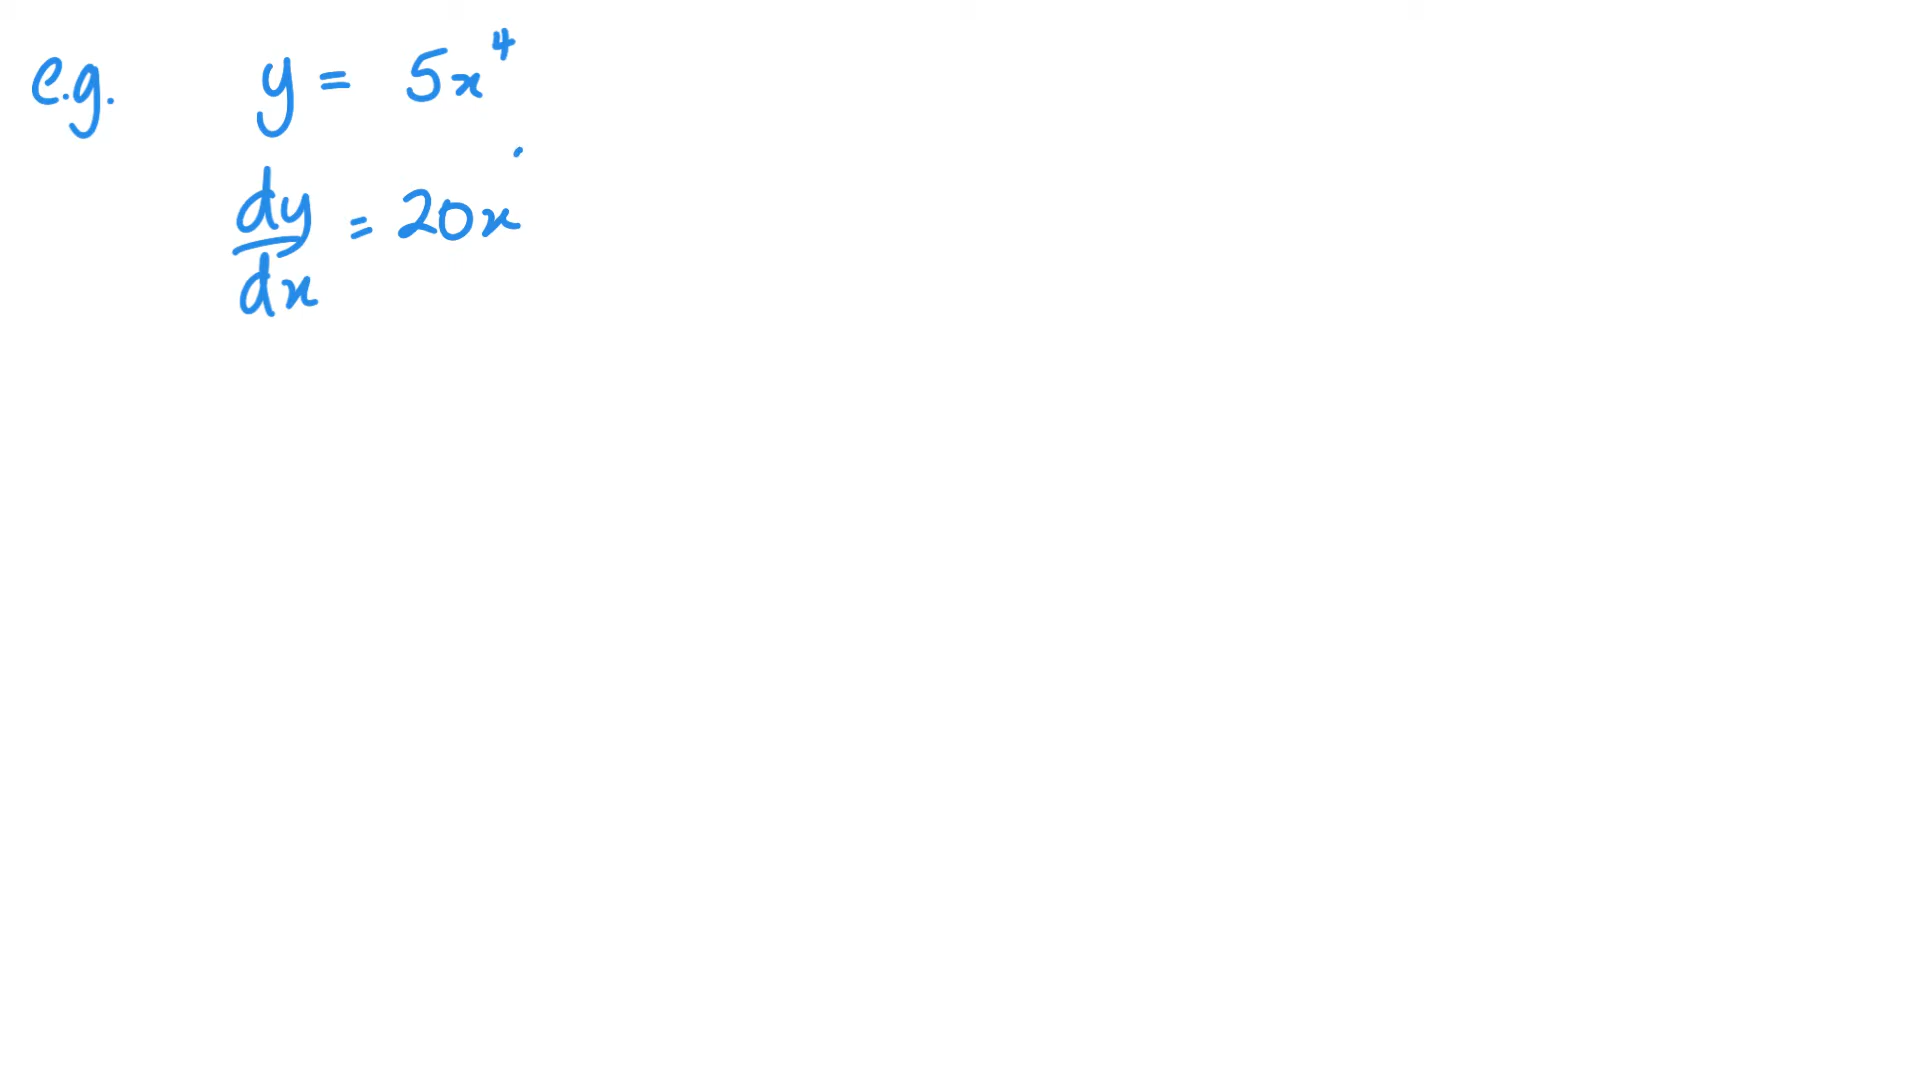 e.g. y = 5x⁴
dy/dx = 20x